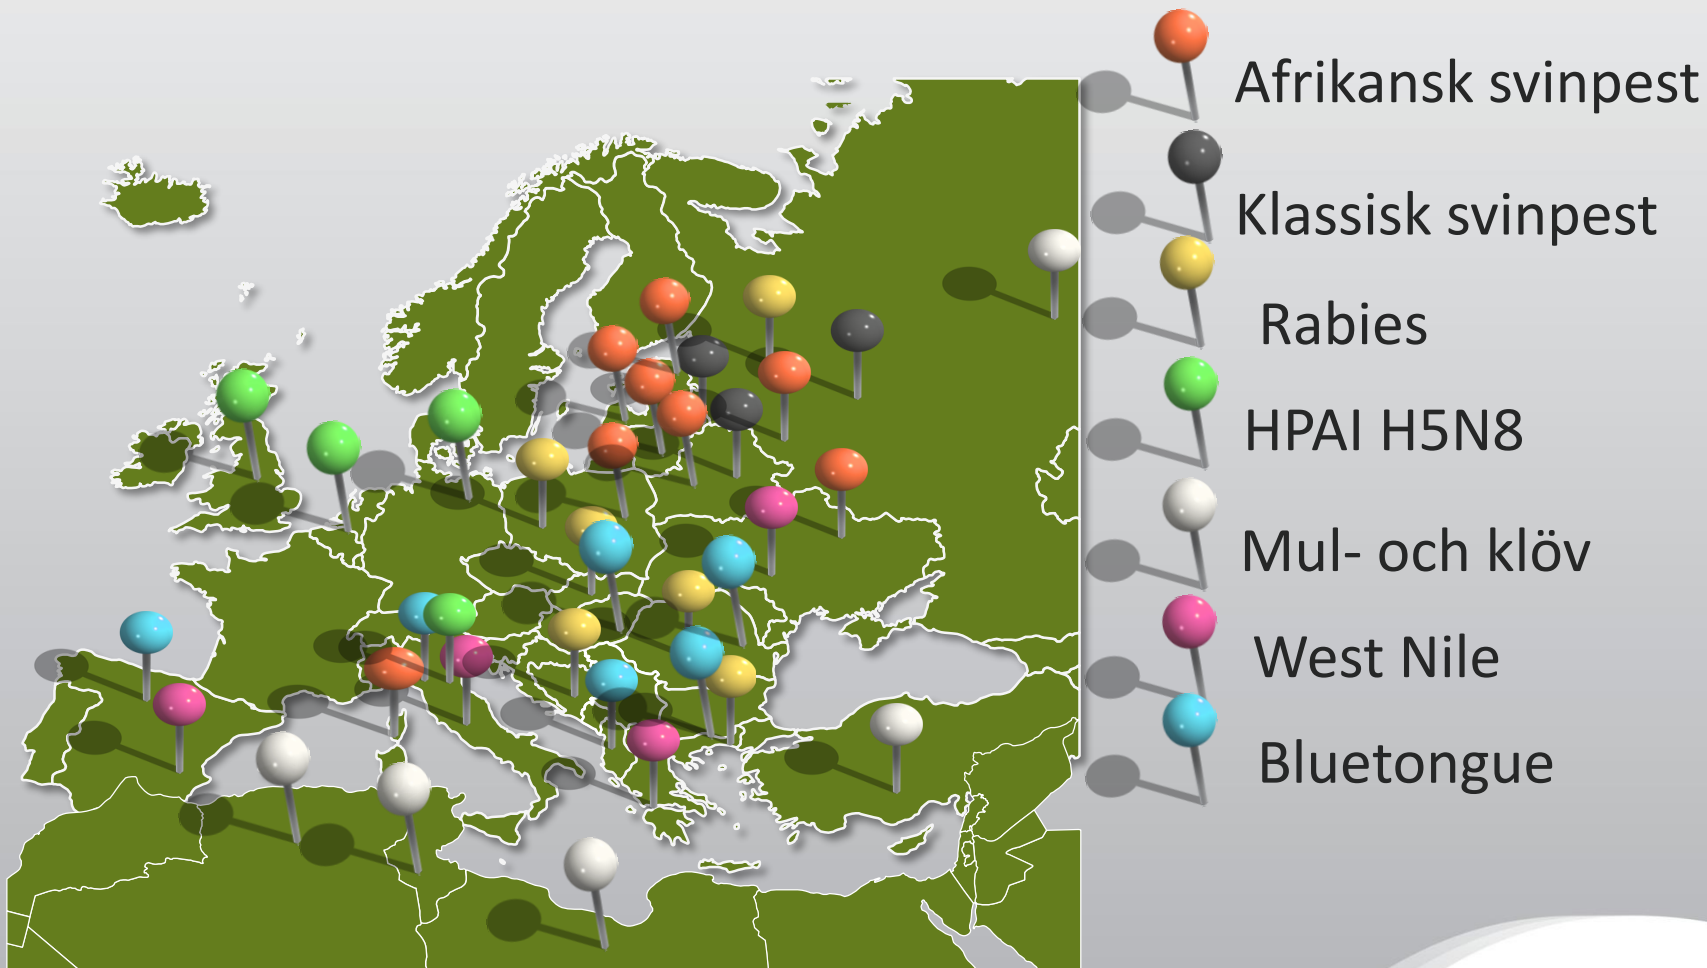 Afrikansk svinpest
Klassisk svinpest
Rabies
HPAI H5N8
Mul- och klöv
West Nile
Bluetongue